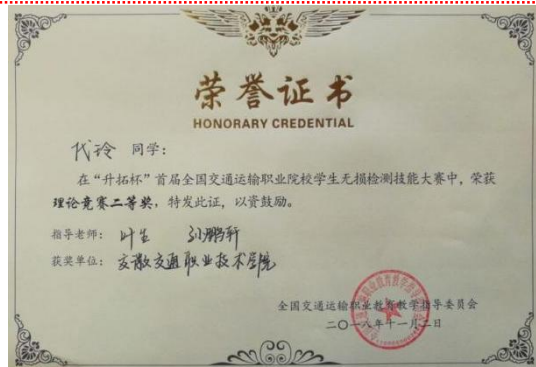 荣誉证书
HONORARY CREDENTIAL
代玲 同学:
在“升拓杯”首届全国交通运输职业院校学生无损检测技能大赛中,荣获
理论竞赛二等奖,特发此证,以资鼓励。
指导老师: 叶生 孙鹏轩
获奖单位: 安徽交通职业技术学院
全国交通运输职业教育教学指导委员会
二〇一八年十一月二日